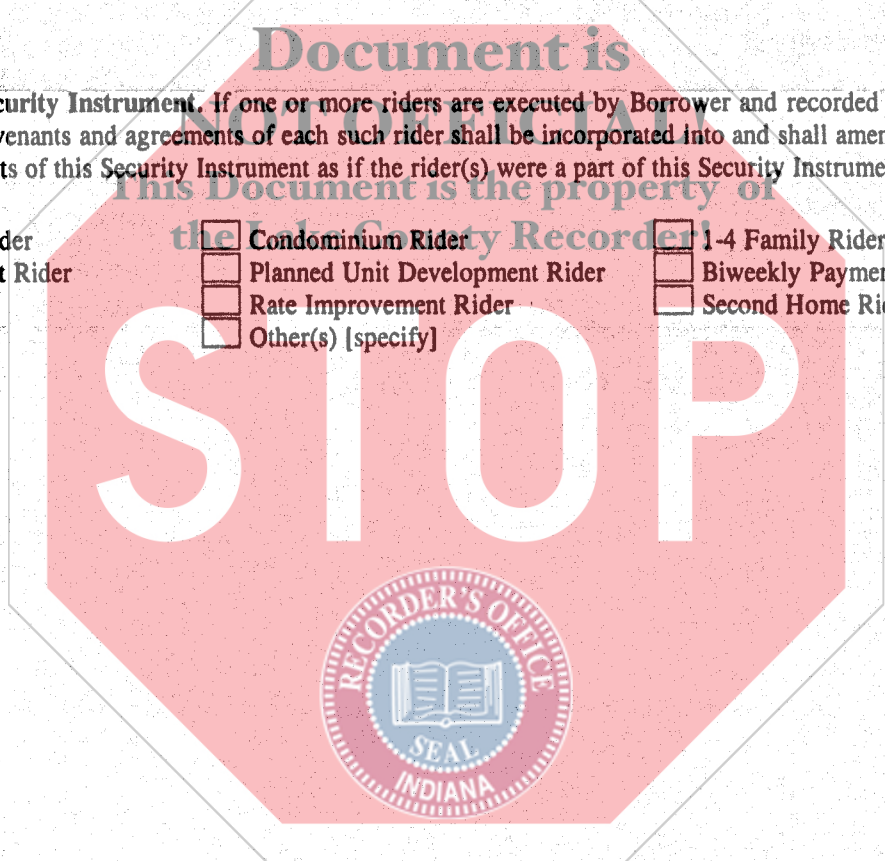 Document is
curity Instrument. If one or more riders are executed by Borrower and recorded
NOT OFFICIAL!
venants and agreements of each such rider shall be incorporated into and shall amen
ts of this Security Instrument as if the rider(s) were a part of this Security Instrume
This Document is the property of
the Lake County Recorder!
der Condominium Rider 1-4 Family Rider
t Rider Planned Unit Development Rider Biweekly Paymen
Rate Improvement Rider Second Home Rid
Other(s) [specify]
STOP
RECORDER'S OFFICE
SEAL
INDIANA